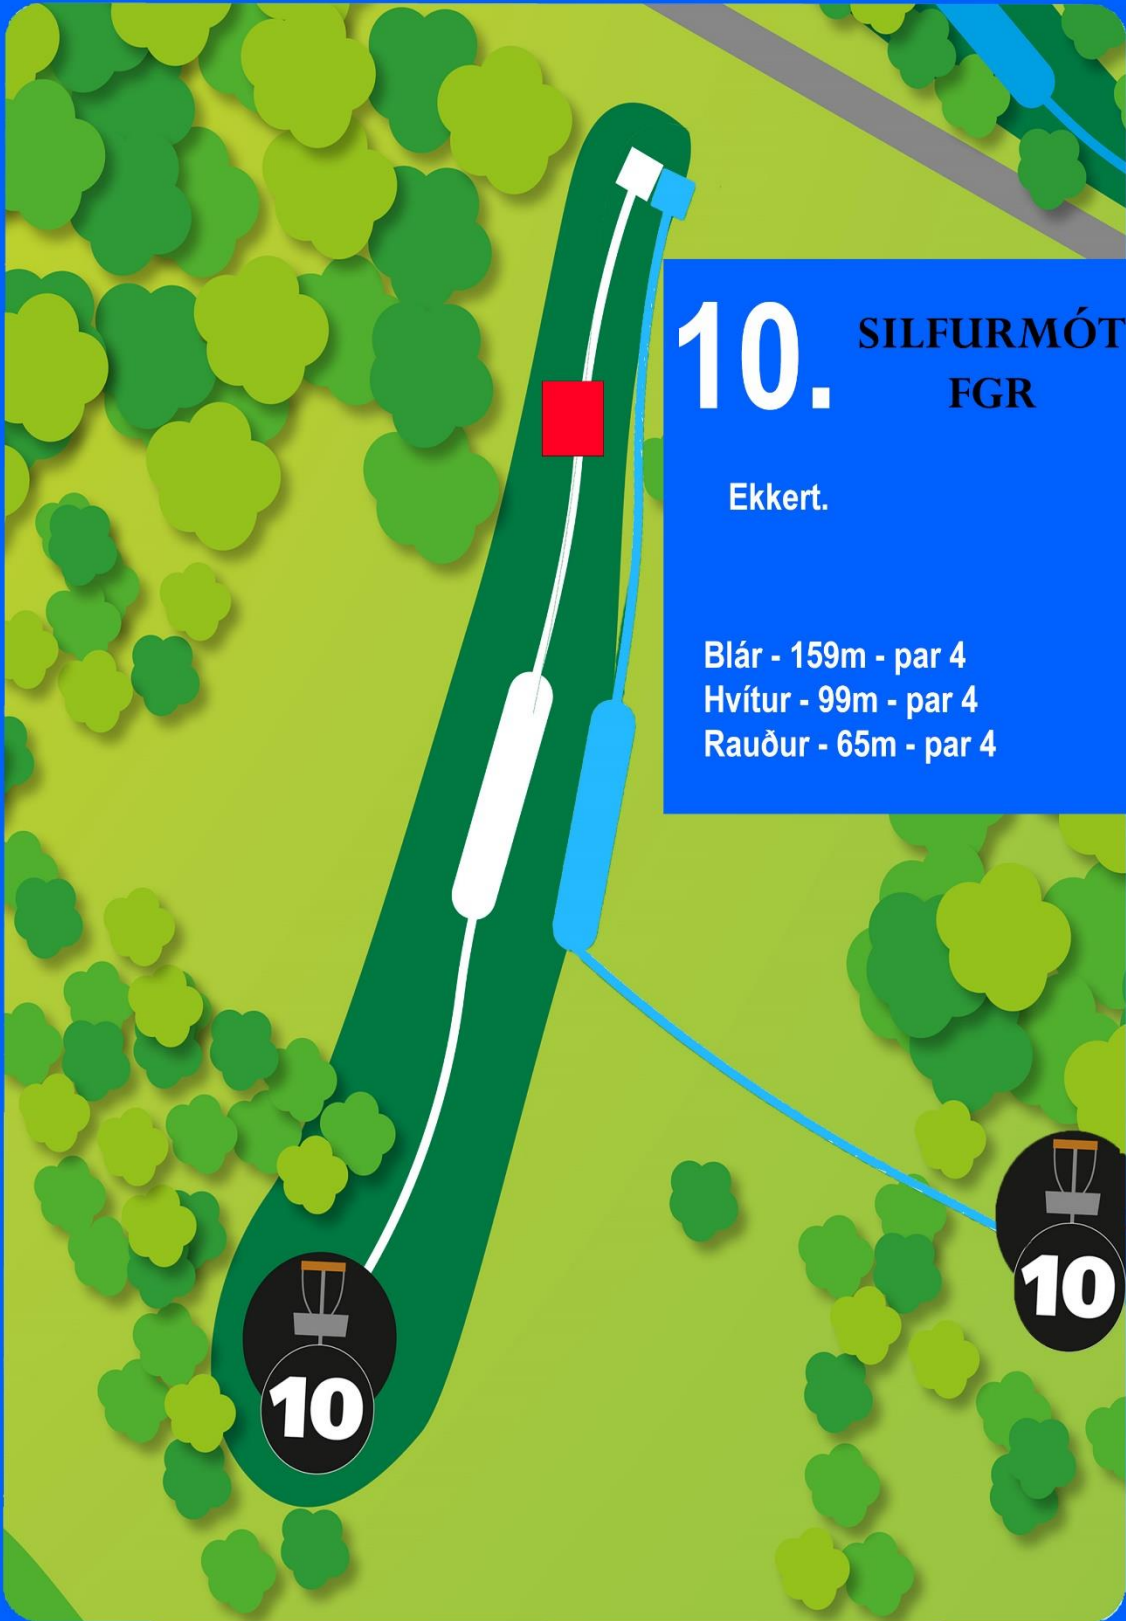 10.
SILFURMÓT
FGR
Ekkert.
Blár - 159m - par 4
Hvítur - 99m - par 4
Rauður - 65m - par 4
10
10